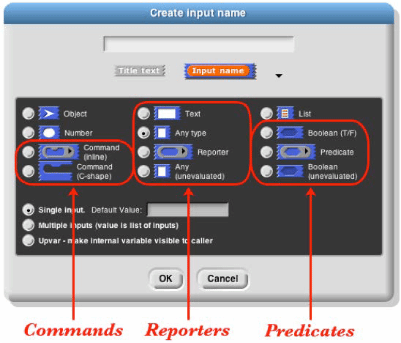 Create input name
Title text
Input name
Object
Text
List
Number
Any type
Boolean (T/F)
Command
(inline)
Reporter
Predicate
Command
(C-shape)
Any
(unevaluated)
Boolean
(unevaluated)
Single input. Default Value:
Multiple inputs (value is list of inputs)
Upvar - make internal variable visible to caller
OK
Cancel
Commands
Reporters
Predicates